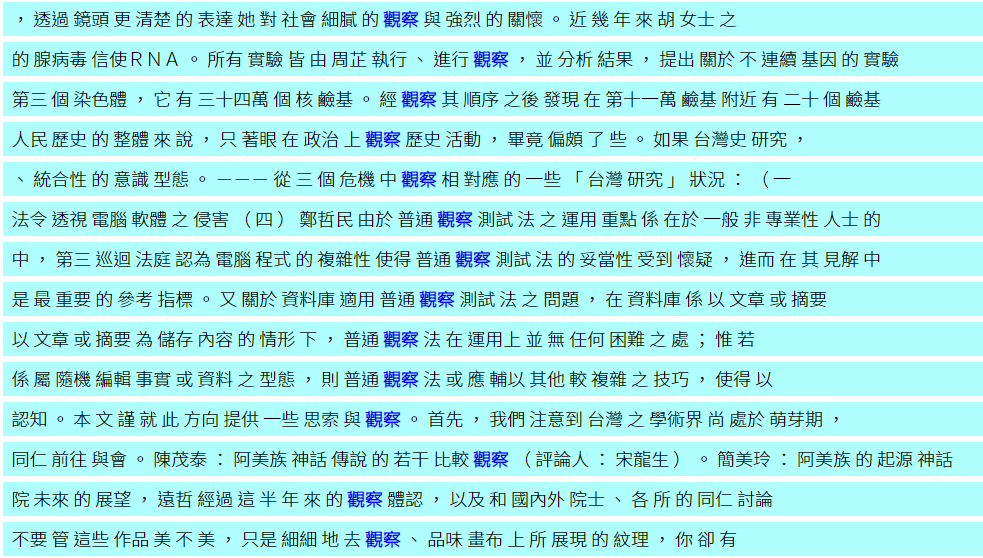 ， 透過 鏡頭 更 清楚 的 表達 她 對 社會 細膩 的 觀察 與 強烈 的 關懷 。 近 幾 年 來 胡 女士 之
的 腺病毒 信使ＲＮＡ 。 所有 實驗 皆 由 周芷 執行 、 進行 觀察 ， 並 分析 結果 ， 提出 關於 不 連續 基因 的 實驗
第三 個 染色體 ， 它 有 三十四萬 個 核 鹼基 。 經 觀察 其 順序 之後 發現 在 第十一萬 鹼基 附近 有 二十 個 鹼基
人民 歷史 的 整體 來 說 ， 只 著眼 在 政治 上 觀察 歷史 活動 ， 畢竟 偏頗 了 些 。 如果 台灣史 研究 ，
、 統合性 的 意識 型態 。 －－－ 從 三 個 危機 中 觀察 相 對應 的 一些 「 台灣 研究 」 狀況 ： （ 一
法令 透視 電腦 軟體 之 侵害 （ 四 ） 鄭哲民 由於 普通 觀察 測試 法 之 運用 重點 係 在於 一般 非 專業性 人士 的
中 ， 第三 巡迴 法庭 認為 電腦 程式 的 複雜性 使得 普通 觀察 測試 法 的 妥當性 受到 懷疑 ， 進而 在 其 見解 中
是 最 重要 的 參考 指標 。 又 關於 資料庫 適用 普通 觀察 測試 法 之 問題 ， 在 資料庫 係 以 文章 或 摘要
以 文章 或 摘要 為 儲存 內容 的 情形 下 ， 普通 觀察 法 在 運用上 並 無 任何 困難 之 處 ； 惟 若
係 屬 隨機 編輯 事實 或 資料 之 型態 ， 則 普通 觀察 法 或 應 輔以 其他 較 複雜 之 技巧 ， 使得 以
認知 。 本 文 謹 就 此 方向 提供 一些 思索 與 觀察 。 首先 ， 我們 注意到 台灣 之 學術界 尚 處於 萌芽期 ，
同仁 前往 與會 。 陳茂泰 ： 阿美族 神話 傳說 的 若干 比較 觀察 （ 評論人 ： 宋龍生 ） 。 簡美玲 ： 阿美族 的 起源 神話
院 未來 的 展望 ， 遠哲 經過 這 半 年 來 的 觀察 體認 ， 以及 和 國內外 院士 、 各 所 的 同仁 討論
不要 管 這些 作品 美 不 美 ， 只是 細細 地 去 觀察 、 品味 畫布 上 所 展現 的 紋理 ， 你 卻 有